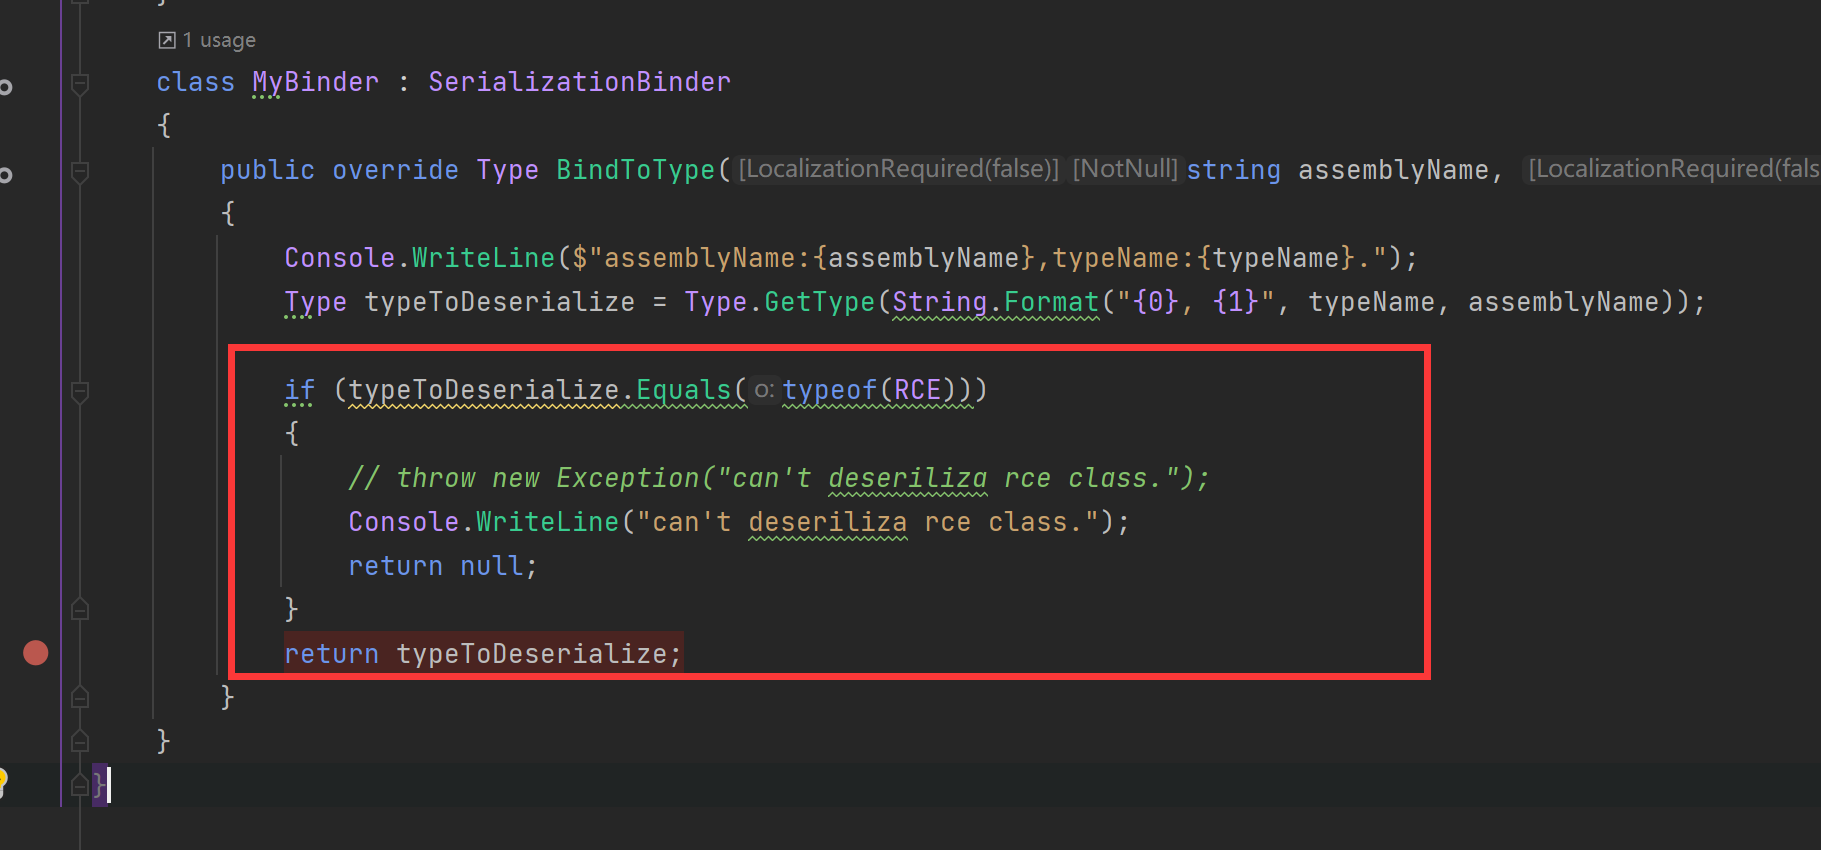 }
1 usage
class MyBinder : SerializationBinder
{
public override Type BindToType([LocalizationRequired(false)] [NotNull] string assemblyName, [LocalizationRequired(fals
{
Console.WriteLine($"assemblyName:{assemblyName},typeName:{typeName}.");
Type typeToDeserialize = Type.GetType(String.Format("{0}, {1}", typeName, assemblyName));
if (typeToDeserialize.Equals(o:typeof(RCE)))
{
// throw new Exception("can't deseriliza rce class.");
Console.WriteLine("can't deseriliza rce class.");
return null;
}
return typeToDeserialize;
}
}
}